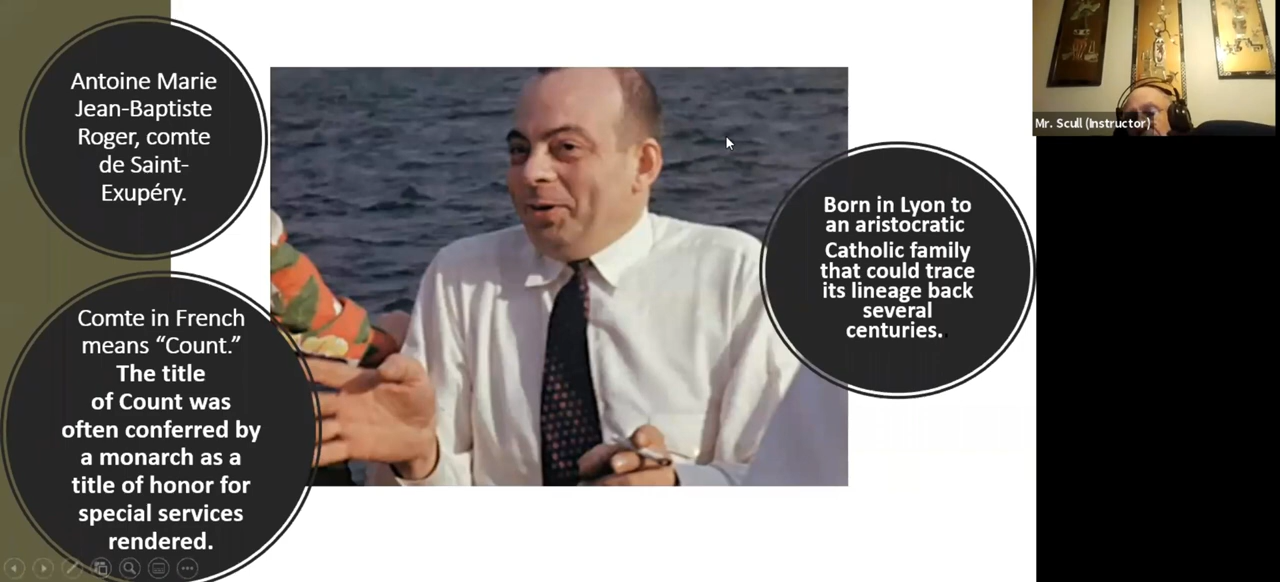 Antoine Marie
Jean-Baptiste
Roger, comte
de Saint-
Exupéry.
Comte in French
means “Count.”
The title
of Count was
often conferred by
a monarch as a
title of honor for
special services
rendered.
Born in Lyon to
an aristocratic
Catholic family
that could trace
its lineage back
several
centuries.
Mr. Scull (Instructor)